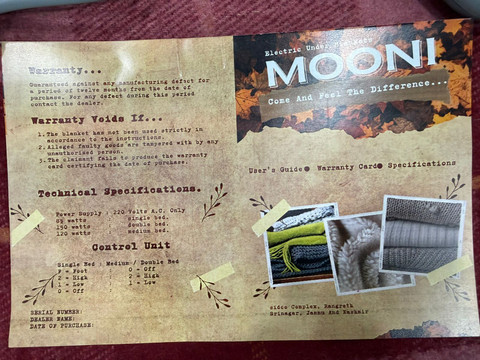 Warranty...
Guaranteed against any manufacturing defect for
a period of twelve months from the date of
purchase. For any defect during this period
contact the dealer.
Warranty Voids If...
1. The blanket has not been used strictly in
accordance to the instructions.
2. Alleged faulty goods are tampered with by any
unauthorised person.
3. The claimant fails to produce the warranty
card certifying the date of purchase.
Technical Specifications.
Power Supply : 220 Volts A.C. Only
watts : single bed.
150 watts : double bed.
120 watts : medium bed.
Control Unit
Single Bed : Medium / Double Bed
F = Foot : 0 = Off
2 = High : 2 = High
1 = Low : 1 = Low
0 = Off
SERIAL NUMBER:
DEALER NAME:
DATE OF PURCHASE:
Electric Under
MOONI
Come And Feel The Difference...
User's Guide● Warranty Card● Specifications
sidco Complex, Rangreth
Srinagar, Jammu And Kashmir